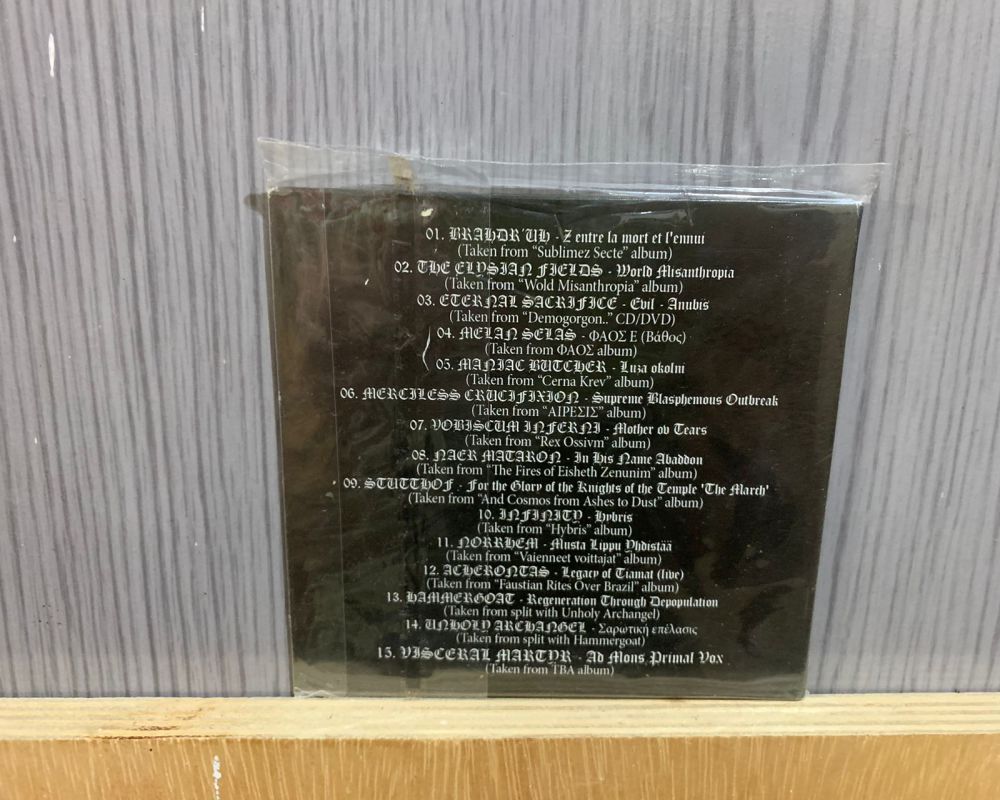 01. BRAHDR'UH - Z entre la mort et l'ennui
(Taken from "Sublimez Secte" album)
02. THE ELYSIAN FIELDS - World Misanthropia
(Taken from "Wold Misanthropia" album)
03. ETERNAL SACRIFICE - Evil - Anubis
(Taken from "Demogorgon.." CD/DVD)
04. MELAN SELAS - ΦΑΟΣ Ε (Βάθος)
(Taken from ΦΑΟΣ album)
05. MANIAC BUTCHER - Luza okolni
(Taken from "Cerna Krev" album)
06. MERCILESS CRUCIFIXION - Supreme Blasphemous Outbreak
(Taken from "ΑΙΡΕΣΙΣ" album)
07. VOBISCUM INFERNI - Mother ov Tears
(Taken from "Rex Ossivm" album)
08. NAER MATARON - In His Name Abaddon
(Taken from "The Fires of Eisheth Zenunim" album)
09. STUTTHOF - For the Glory of the Knights of the Temple 'The March'
(Taken from "And Cosmos from Ashes to Dust" album)
10. INFINITY - Hybris
(Taken from "Hybris" album)
11. NORRHEM - Musta Lippu Yhdistää
(Taken from "Vaienneet voittajat" album)
12. ACHERONTAS - Legacy of Tiamat (live)
(Taken from "Faustian Rites Over Brazil" album)
13. HAMMERGOAT - Regeneration Through Depopulation
(Taken from split with Unholy Archangel)
14. UNHOLY ARCHANGEL - Σαρωτική επέλασις
(Taken from split with Hammergoat)
15. VISCERAL MARTYR - Ad Mons Primal Vox
(Taken from TBA album)